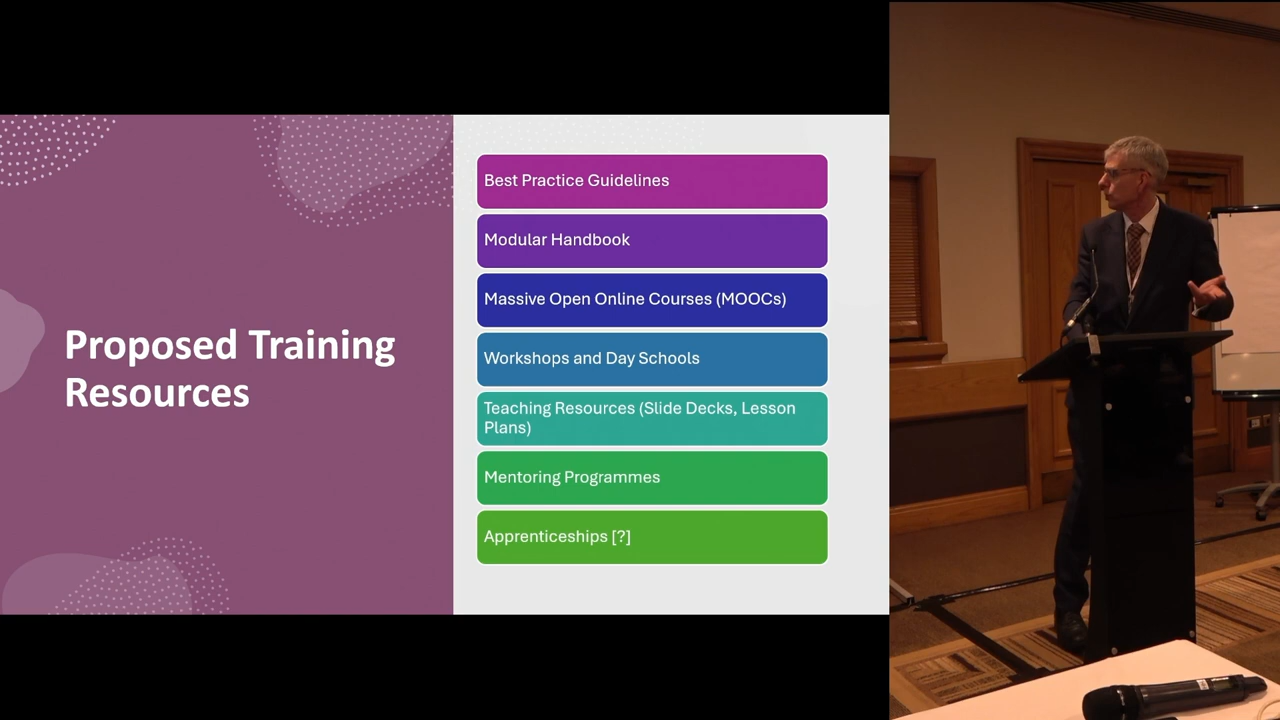 Proposed Training
Resources
Best Practice Guidelines
Modular Handbook
Massive Open Online Courses (MOOCs)
Workshops and Day Schools
Teaching Resources (Slide Decks, Lesson
Plans)
Mentoring Programmes
Apprenticeships [?]